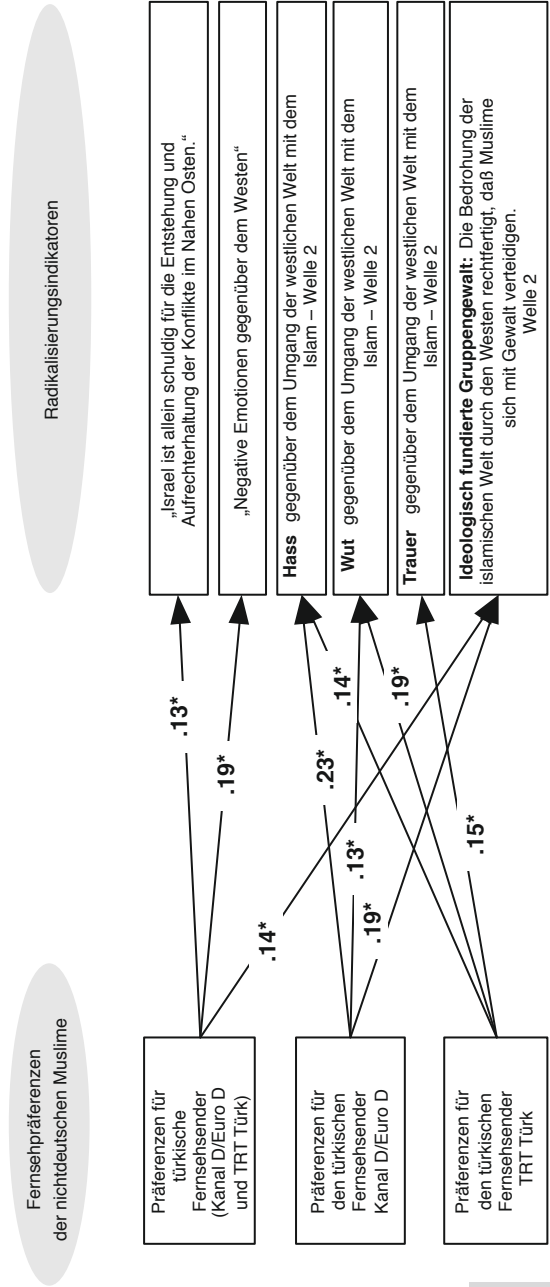 Fernsehpräferenzen
der nichtdeutschen Muslime
Radikalisierungsindikatoren
Präferenzen für
türkische
Fernsehsender
(Kanal D/Euro D
und TRT Türk)
Präferenzen für
den türkischen
Fernsehsender
Kanal D/Euro D
Präferenzen für
den türkischen
Fernsehsender
TRT Türk
.13*
.19*
.14*
.23*
.13*
.19*
.14*
.19*
.15*
„Israel ist allein schuldig für die Entstehung und
Aufrechterhaltung der Konflikte im Nahen Osten.“
„Negative Emotionen gegenüber dem Westen“
Hass gegenüber dem Umgang der westlichen Welt mit dem
Islam – Welle 2
Wut gegenüber dem Umgang der westlichen Welt mit dem
Islam – Welle 2
Trauer gegenüber dem Umgang der westlichen Welt mit dem
Islam – Welle 2
Ideologisch fundierte Gruppengewalt: Die Bedrohung der
islamischen Welt durch den Westen rechtfertigt, daß Muslime
sich mit Gewalt verteidigen.
Welle 2